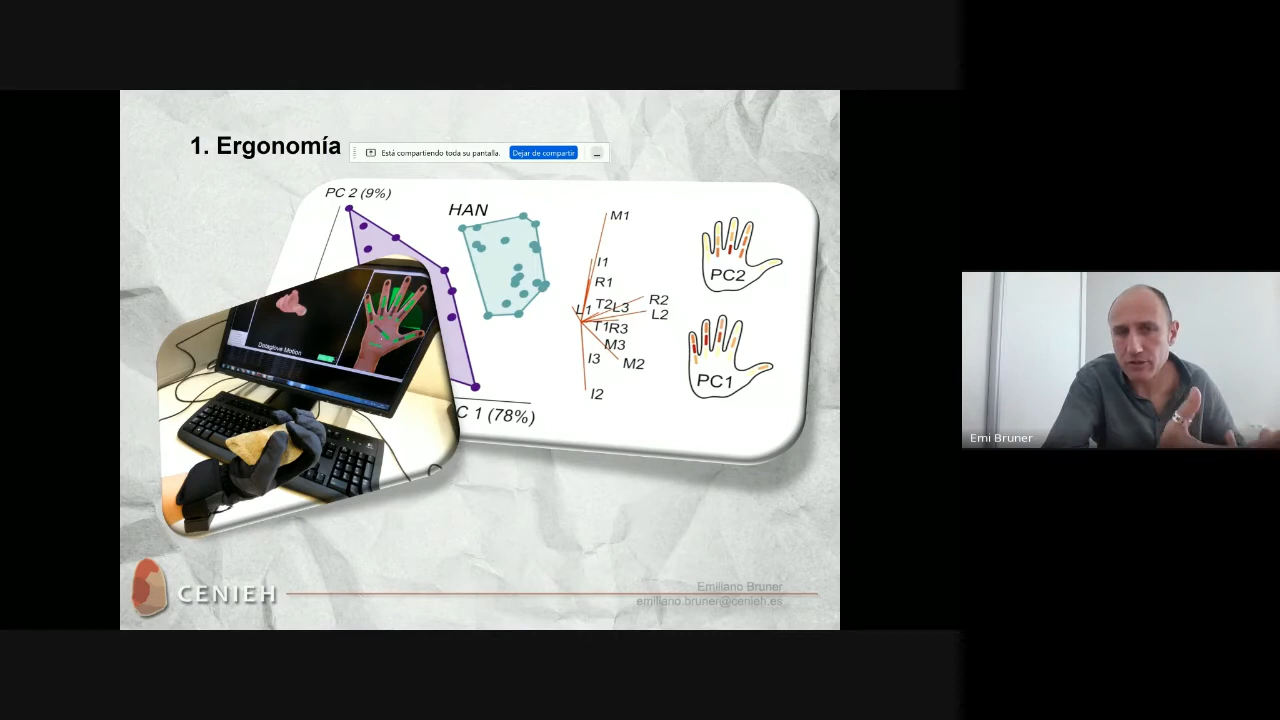 1. Ergonomía
Está compartiendo toda su pantalla.
Dejar de compartir
PC 2 (9%)
HAN
M1
I1
R1
L1
T2
L3
R2
L2
T1
R3
M3
I3
M2
I2
PC2
PC1
C 1 (78%)
Dataglove Motion
CENIEH
Emiliano Bruner
emiliano.bruner@cenieh.es
Emi Bruner